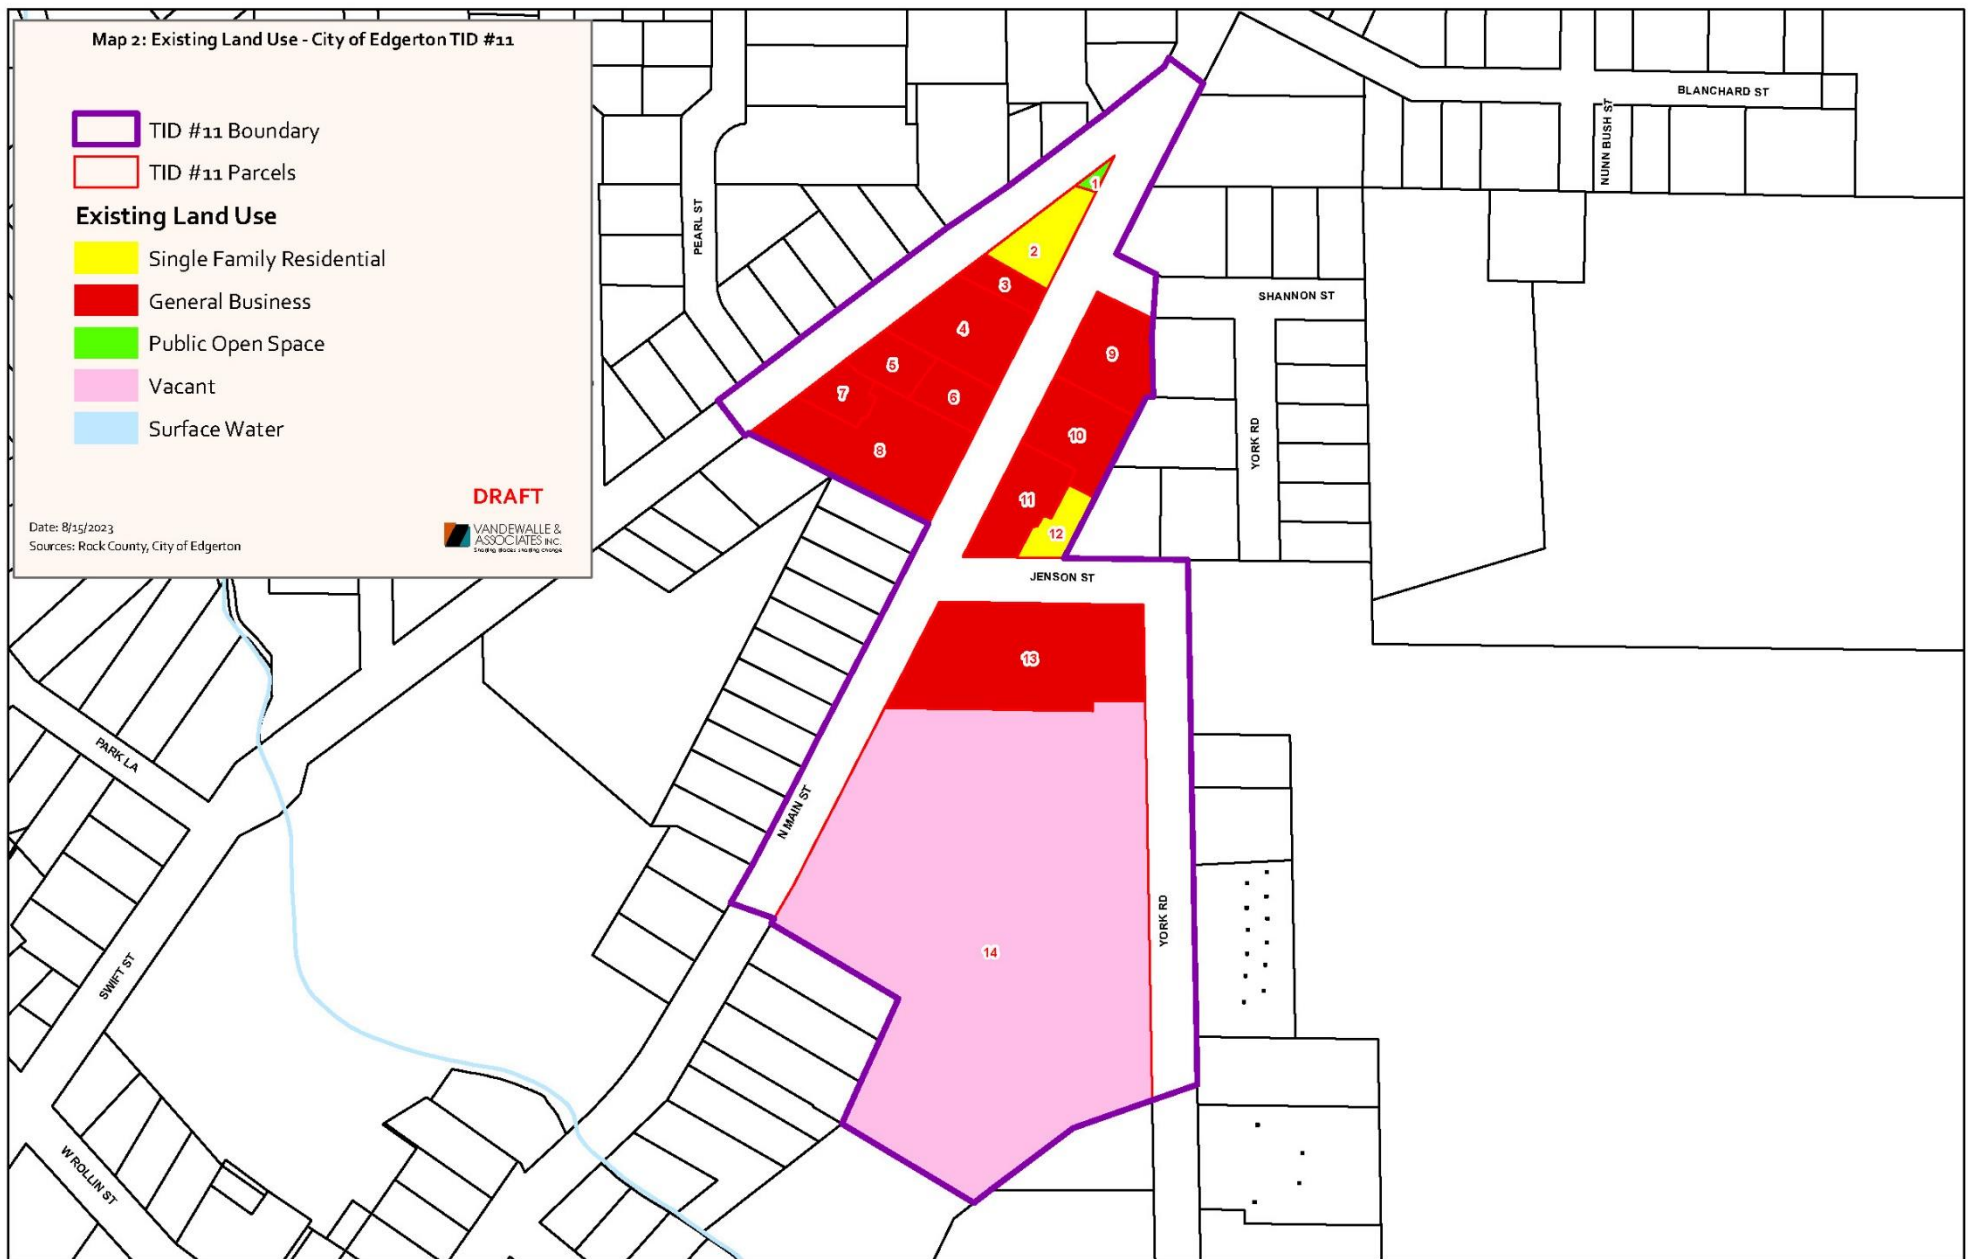 Map 2: Existing Land Use - City of Edgerton TID #11
TID #11 Boundary
TID #11 Parcels
Existing Land Use
Single Family Residential
General Business
Public Open Space
Vacant
Surface Water
DRAFT
Date: 8/15/2023
Sources: Rock County, City of Edgerton
VANDEWALLE &
ASSOCIATES INC.
Shaping places shaping change
BLANCHARD ST
NUNN BUSH ST
PEARL ST
1
2
3
SHANNON ST
4
9
5
7
6
10
YORK RD
8
11
12
JENSON ST
13
PARK LA
N MAIN ST
YORK RD
14
SWIFT ST
W ROLLIN ST